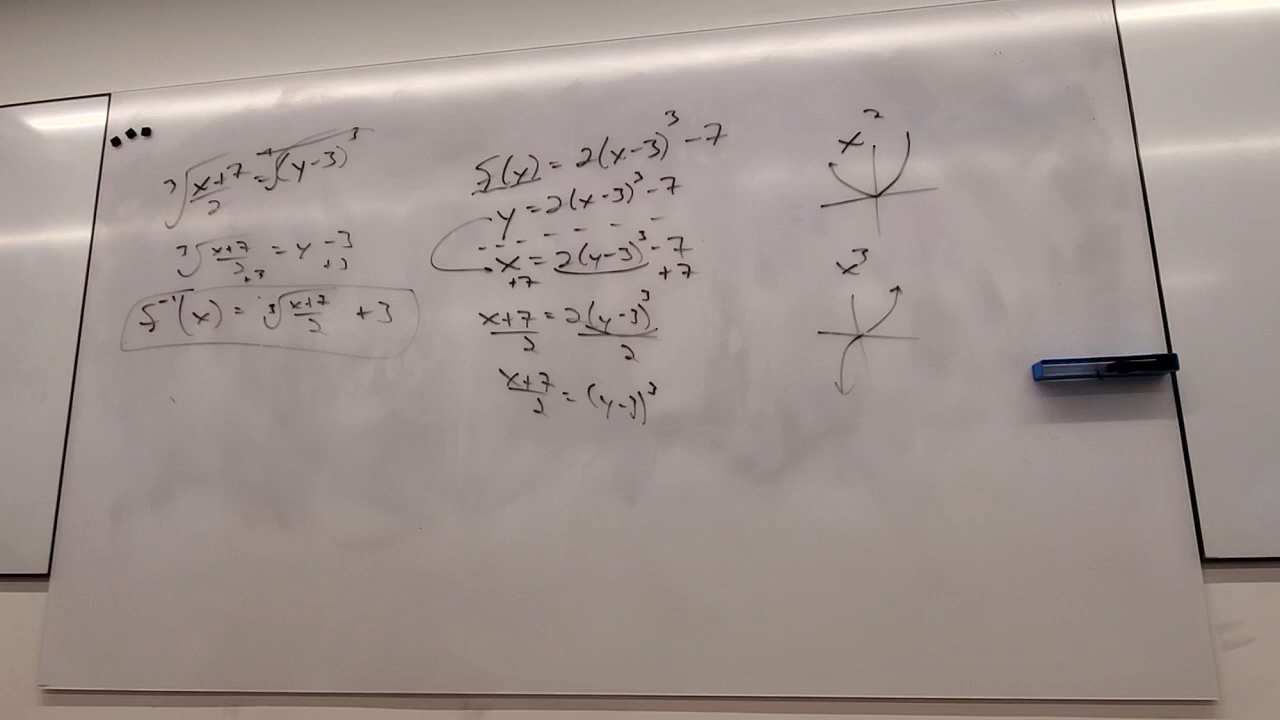 f(x) = 2(x-3)³ - 7
y = 2(x-3)³ - 7
x = 2(y-3)³ - 7
+7 +7
x+7/2 = 2(y-3)³/2
x+7/2 = (y-3)³
³√(x+7/2) = ³√(y-3)³
³√(x+7/2) = y - 3
+3 +3
f⁻¹(x) = ³√(x+7/2) + 3
x²
x³